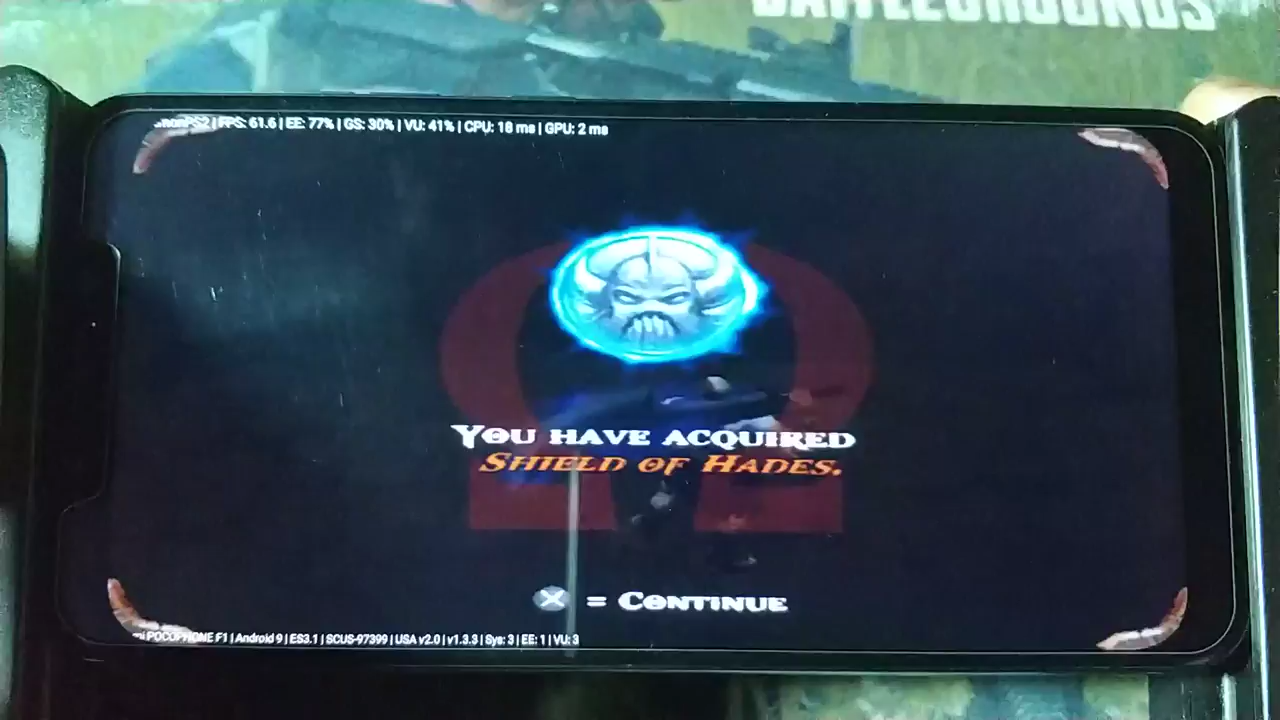 BATTLEGROUNDS
FPS: 61.6 | EE: 77% | GS: 30% | VU: 41% | CPU: 18 ms | GPU: 2 ms
YOU HAVE ACQUIRED
SHIELD OF HADES.
= CONTINUE
POCOPHONE F1 | Android 9 | ES3.1 | SCUS-97399 | USA v2.0 | v1.3.3 | Sys: 3 | EE: 1 | VU: 3